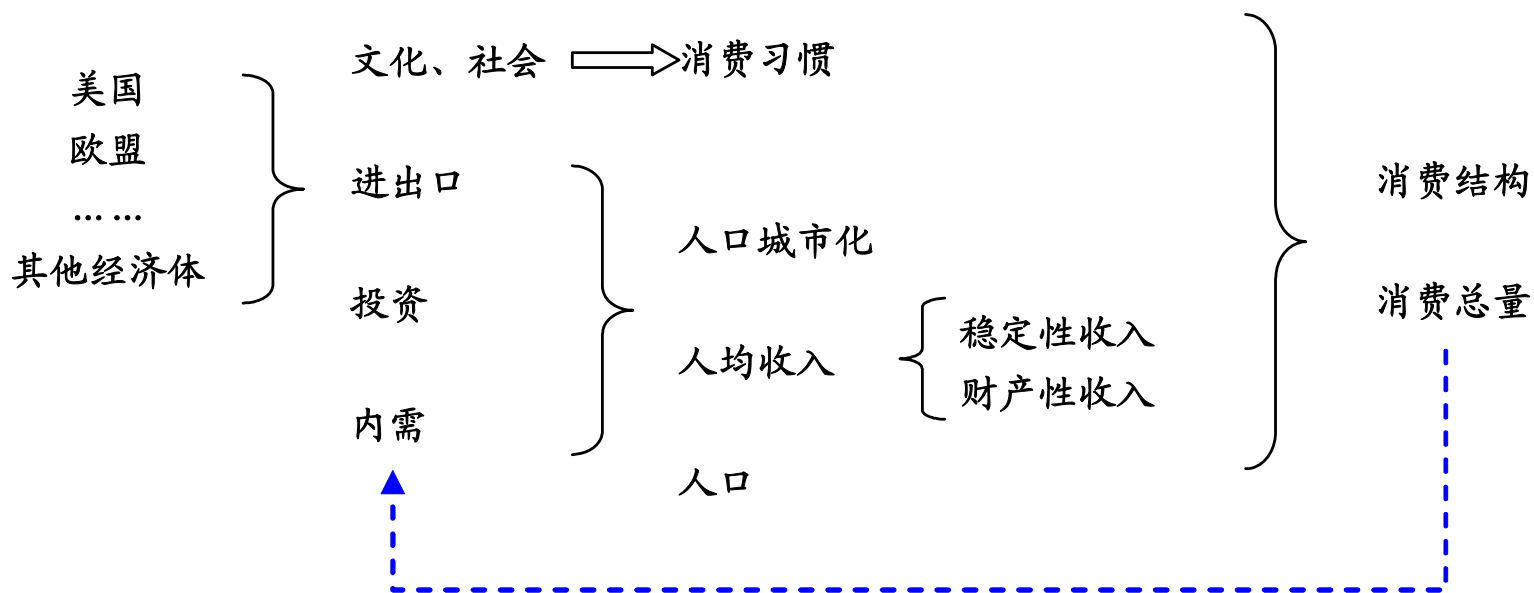 美国
欧盟
… …
其他经济体
文化、社会
进出口
投资
内需
消费习惯
人口城市化
人均收入
人口
稳定性收入
财产性收入
消费结构
消费总量